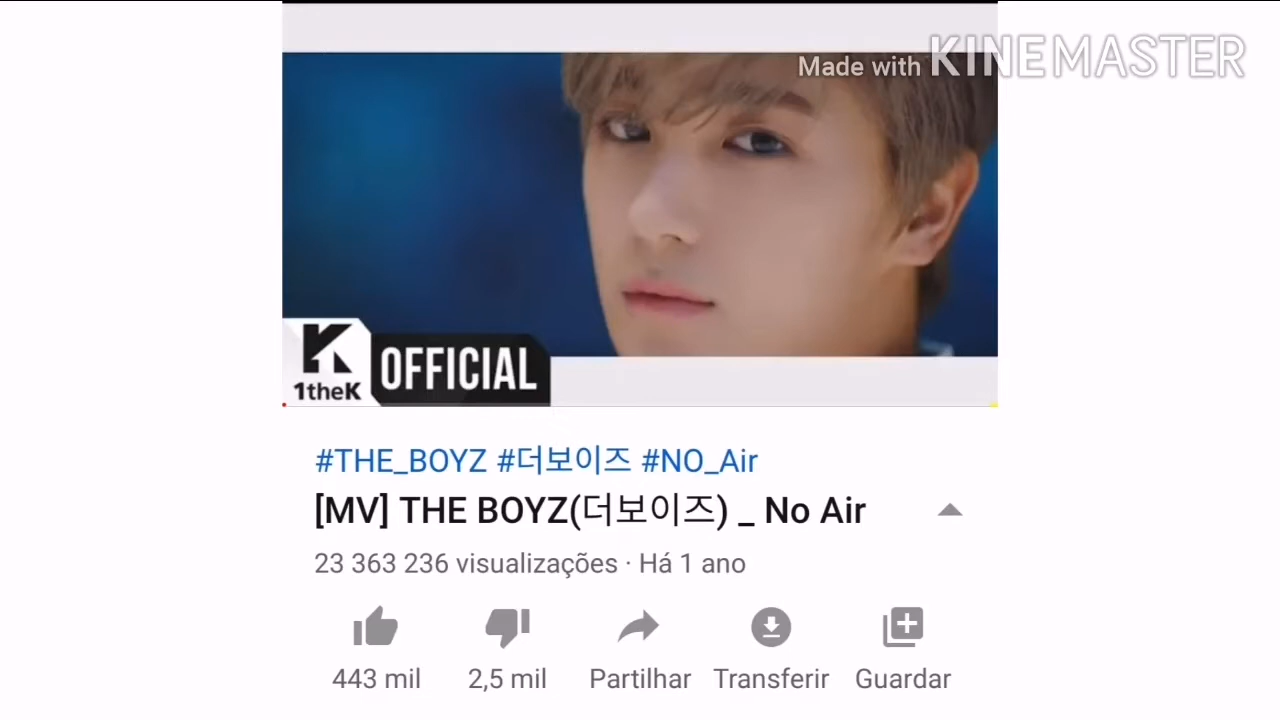 Made with KINEMASTER
K
1theK OFFICIAL
#THE_BOYZ #더보이즈 #NO_Air
[MV] THE BOYZ(더보이즈) _ No Air
23 363 236 visualizações · Há 1 ano
443 mil 2,5 mil Partilhar Transferir Guardar